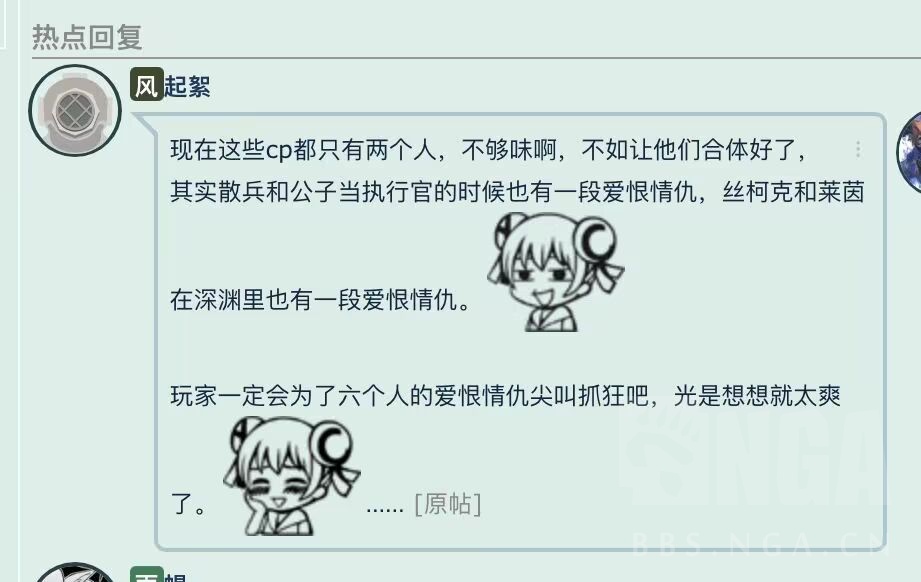 热点回复
风起絮
现在这些cp都只有两个人，不够味啊，不如让他们合体好了，
其实散兵和公子当执行官的时候也有一段爱恨情仇，丝柯克和莱茵
在深渊里也有一段爱恨情仇。
玩家一定会为了六个人的爱恨情仇尖叫抓狂吧，光是想想就太爽
了。 ...... [原帖]
NGA
BBS.NGA.CN